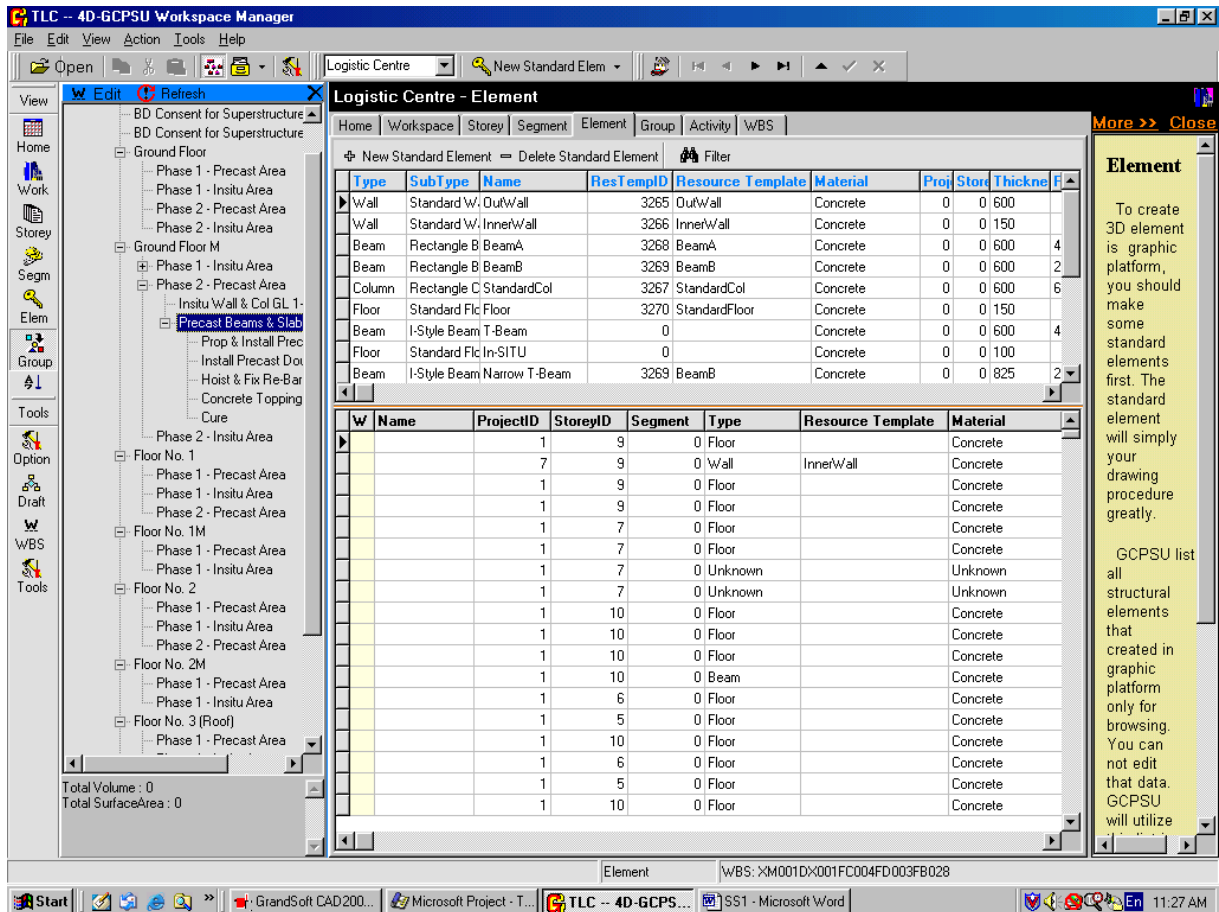 TLC -- 4D-GCPSU Workspace Manager
File Edit View Action Tools Help
Open Logistic Centre New Standard Elem
View
Home
Work
Storey
Segm
Elem
Group
Tools
Option
Draft
WBS
Tools
Edit Refresh
BD Consent for Superstructure
BD Consent for Superstructure
Ground Floor
Phase 1 - Precast Area
Phase 1 - Insitu Area
Phase 2 - Precast Area
Phase 2 - Insitu Area
Ground Floor M
Phase 1 - Insitu Area
Phase 2 - Precast Area
Insitu Wall & Col GL 1-
Precast Beams & Slab
Prop & Install Prec
Install Precast Dou
Hoist & Fix Re-Bar
Concrete Topping
Cure
Phase 2 - Insitu Area
Floor No. 1
Phase 1 - Precast Area
Phase 1 - Insitu Area
Phase 2 - Precast Area
Floor No. 1M
Phase 1 - Precast Area
Phase 1 - Insitu Area
Floor No. 2
Phase 1 - Precast Area
Phase 1 - Insitu Area
Phase 2 - Precast Area
Floor No. 2M
Phase 1 - Precast Area
Phase 1 - Insitu Area
Floor No. 3 (Roof)
Phase 1 - Precast Area
Total Volume : 0
Total SurfaceArea : 0
Logistic Centre - Element
Home Workspace Storey Segment Element Group Activity WBS
New Standard Element Delete Standard Element Filter
Type SubType Name ResTempID Resource Template Material Proj Store Thickne F
Wall Standard W. OutWall 3265 OutWall Concrete 0 0 600
Wall Standard W. InnerWall 3266 InnerWall Concrete 0 0 150
Beam Rectangle B BeamA 3268 BeamA Concrete 0 0 600 4
Beam Rectangle B BeamB 3269 BeamB Concrete 0 0 600 2
Column Rectangle C StandardCol 3267 StandardCol Concrete 0 0 600 6
Floor Standard Flo Floor 3270 StandardFloor Concrete 0 0 150
Beam I-Style Beam T-Beam 0 Concrete 0 0 600 4
Floor Standard Flo In-SITU 0 Concrete 0 0 100
Beam I-Style Beam Narrow T-Beam 3269 BeamB Concrete 0 0 825 2
W Name ProjectID StoreyID Segment Type Resource Template Material
1 9 0 Floor Concrete
7 9 0 Wall InnerWall Concrete
1 9 0 Floor Concrete
1 9 0 Floor Concrete
1 7 0 Floor Concrete
1 7 0 Floor Concrete
1 7 0 Unknown Unknown
1 7 0 Unknown Unknown
1 10 0 Floor Concrete
1 10 0 Floor Concrete
1 10 0 Floor Concrete
1 10 0 Beam Concrete
1 6 0 Floor Concrete
1 5 0 Floor Concrete
1 10 0 Floor Concrete
1 6 0 Floor Concrete
1 5 0 Floor Concrete
1 10 0 Floor Concrete
More >> Close
Element
To create
3D element
is graphic
platform,
you should
make
some
standard
elements
first. The
standard
element
will simply
your
drawing
procedure
greatly.
GCPSU list
all
structural
elements
that
created in
graphic
platform
only for
browsing.
You can
not edit
that data.
GCPSU
will utilize
Element WBS: XM001DX001FC004FD003FB028
Start GrandSoft CAD200... Microsoft Project - T... TLC -- 4D-GCPS... SS1 - Microsoft Word En 11:27 AM